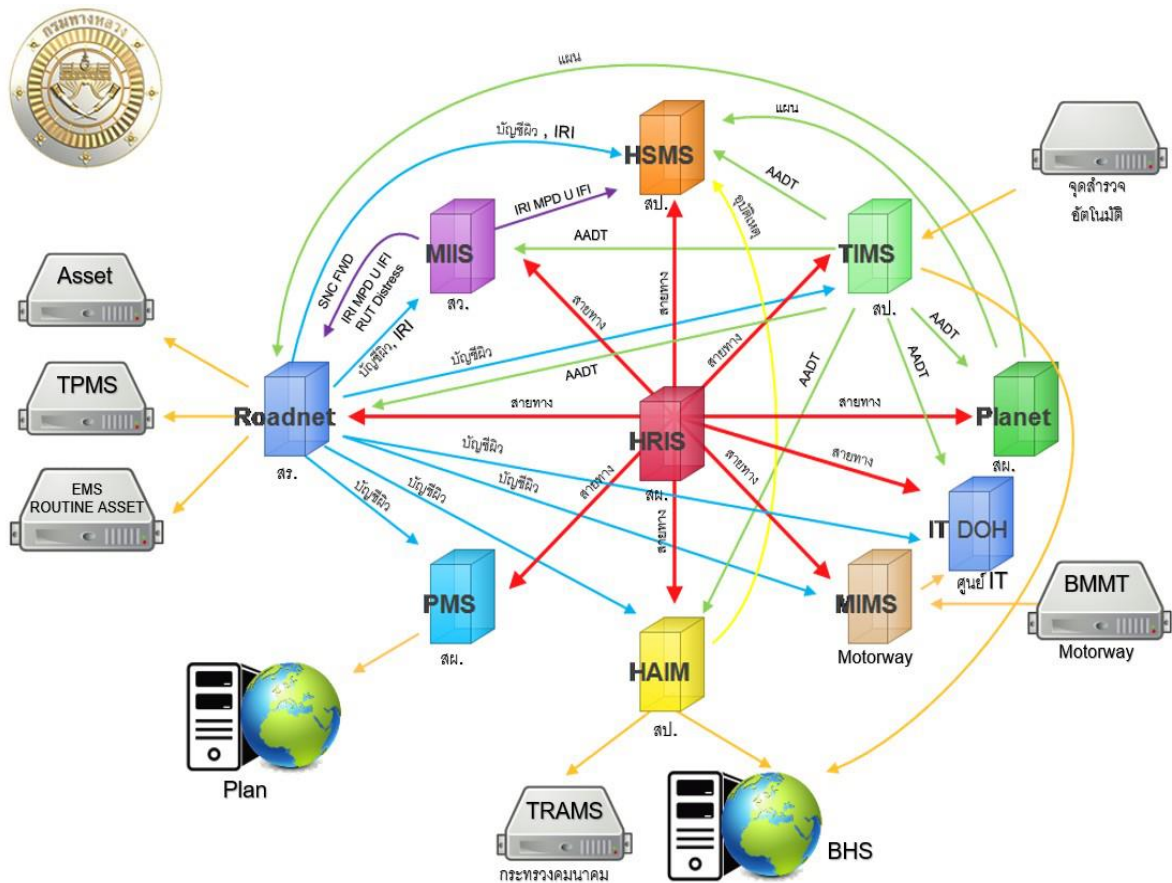 กรมทางหลวง
แผน
แผน
บัญชีผิว , IRI
HSMS
สป.
AADT
จุดสำรวจ
อัตโนมัติ
IRI MPD U IFI
อุบัติเหตุ
MIIS
สว.
AADT
TIMS
สป.
Asset
SNC FWD
IRI MPD U IFI
RUT Distress
บัญชีผิว, IRI
สายทาง
สายทาง
สายทาง
บัญชีผิว
AADT
AADT
AADT
AADT
TPMS
Roadnet
สร.
สายทาง
HRIS
สผ.
สายทาง
Planet
สผ.
EMS
ROUTINE ASSET
บัญชีผิว
บัญชีผิว
บัญชีผิว
บัญชีผิว
สายทาง
สายทาง
สายทาง
สายทาง
IT DOH
ศูนย์ IT
PMS
สผ.
HAIM
สป.
MIMS
Motorway
BMMT
Motorway
Plan
TRAMS
กระทรวงคมนาคม
BHS